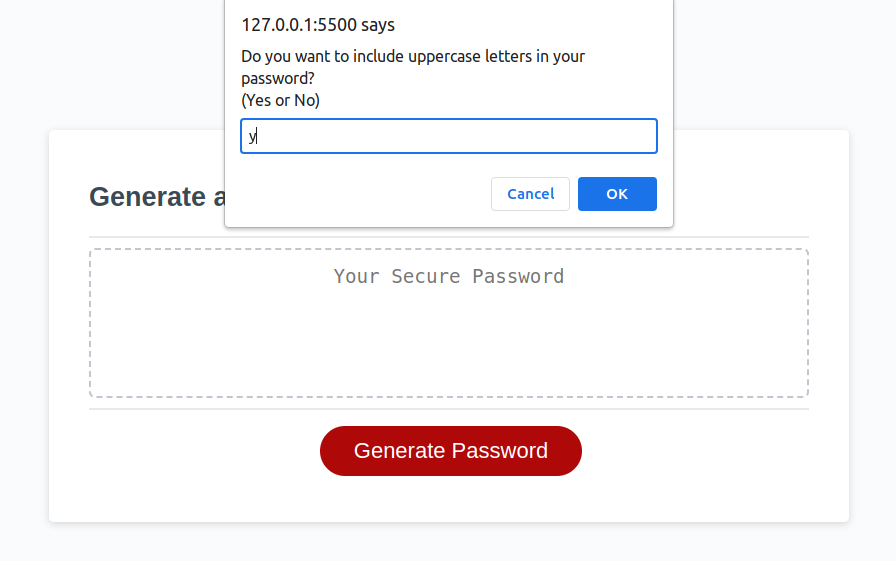 127.0.0.1:5500 says
Do you want to include uppercase letters in your
password?
(Yes or No)
y
Cancel
OK
Generate a
Your Secure Password
Generate Password